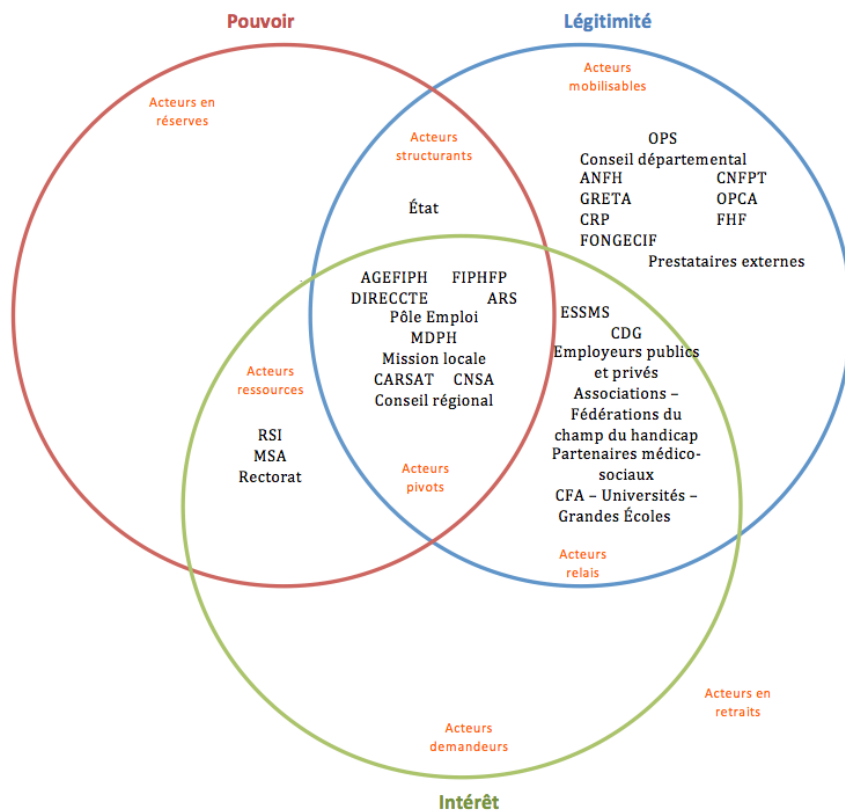 Pouvoir
Légitimité
Acteurs en
réserves
Acteurs
structurants
État
Acteurs
mobilisables
OPS
Conseil départemental
ANFH CNFPT
GRETA OPCA
CRP FHF
FONGECIF
Prestataires externes
AGEFIPH FIPHFP
DIRECCTE ARS
Pôle Emploi
MDPH
Mission locale
CARSAT CNSA
Conseil régional
Acteurs
pivots
Acteurs
ressources
RSI
MSA
Rectorat
ESSMS
CDG
Employeurs publics
et privés
Associations –
Fédérations du
champ du handicap
Partenaires médico-
sociaux
CFA – Universités –
Grandes Écoles
Acteurs
relais
Acteurs en
retraits
Acteurs
demandeurs
Intérêt